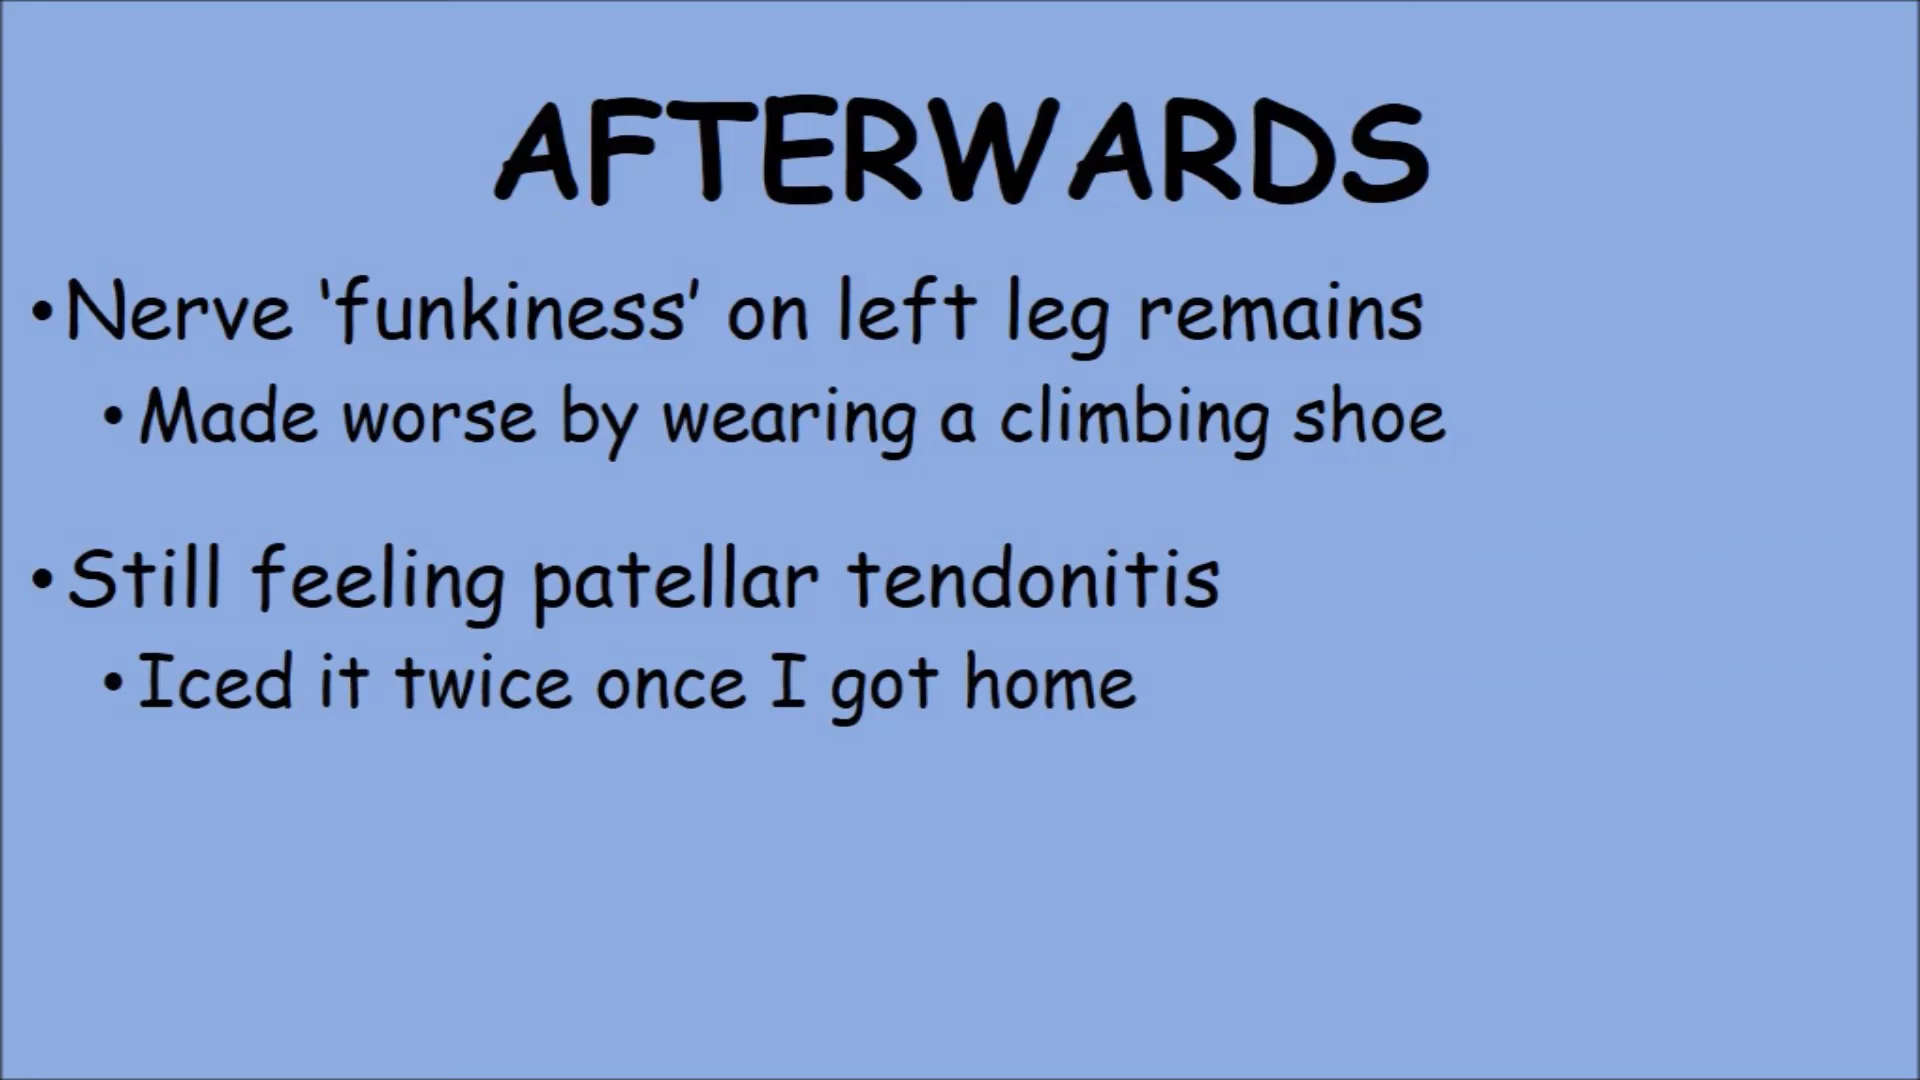 AFTERWARDS
•Nerve ‘funkiness’ on left leg remains
•Made worse by wearing a climbing shoe
•Still feeling patellar tendonitis
•Iced it twice once I got home